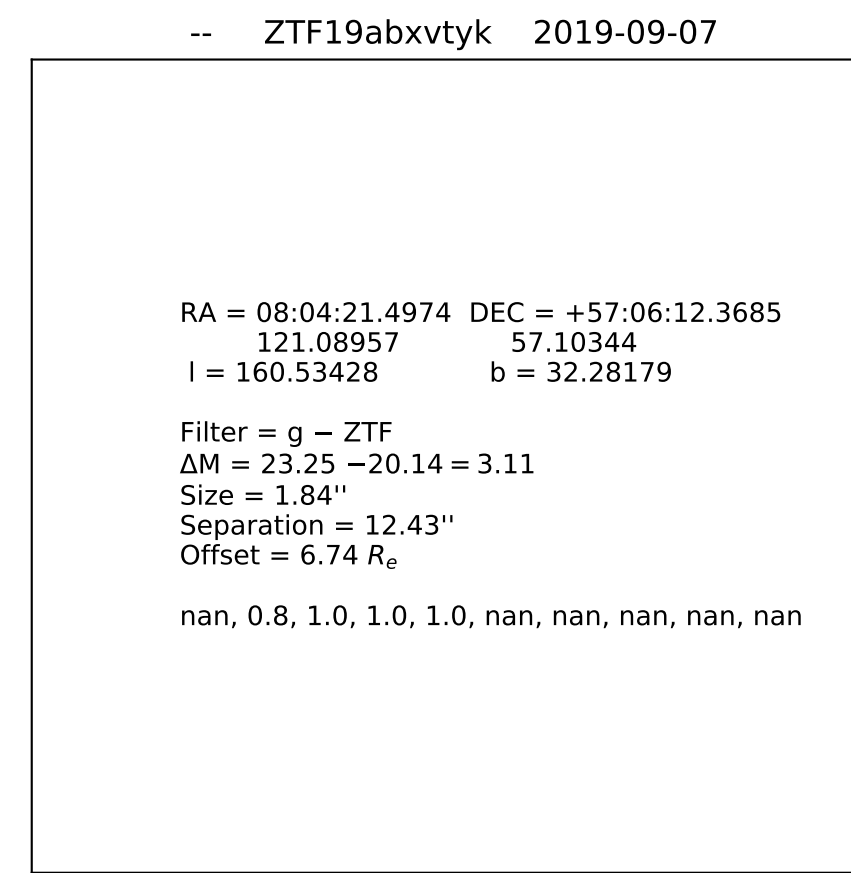 -- ZTF19abxvtyk 2019-09-07
RA = 08:04:21.4974 DEC = +57:06:12.3685
121.08957 57.10344
l = 160.53428 b = 32.28179
Filter = g − ZTF
ΔM = 23.25 −20.14 = 3.11
Size = 1.84''
Separation = 12.43''
Offset = 6.74 Re
nan, 0.8, 1.0, 1.0, 1.0, nan, nan, nan, nan, nan